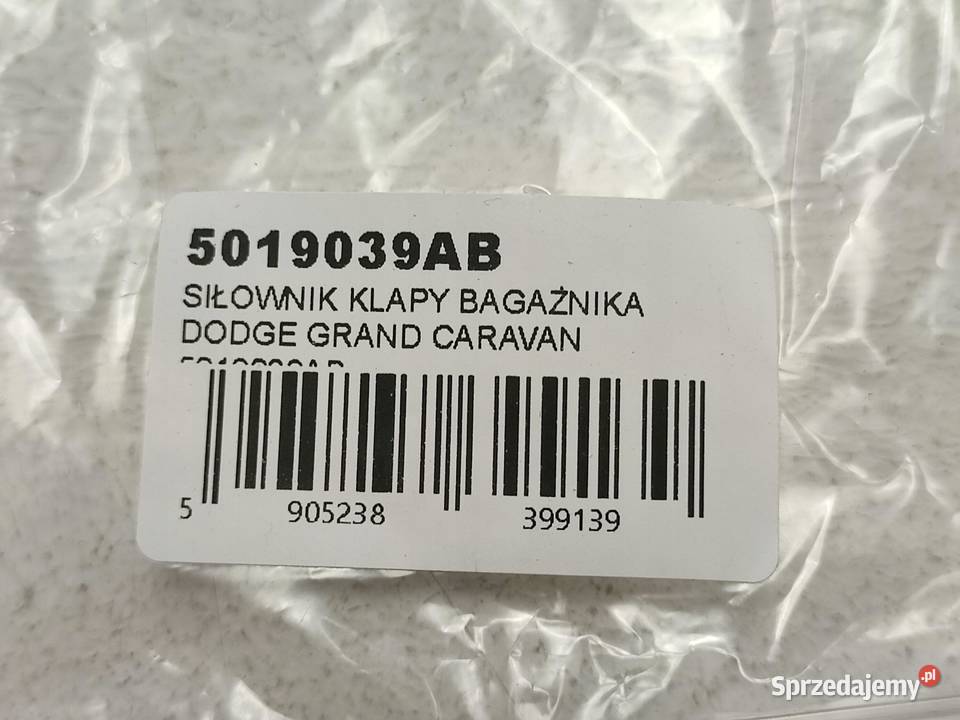 5019039AB
SIŁOWNIK KLAPY BAGAŻNIKA
DODGE GRAND CARAVAN
5 905238 399139
Sprzedajemy.pl